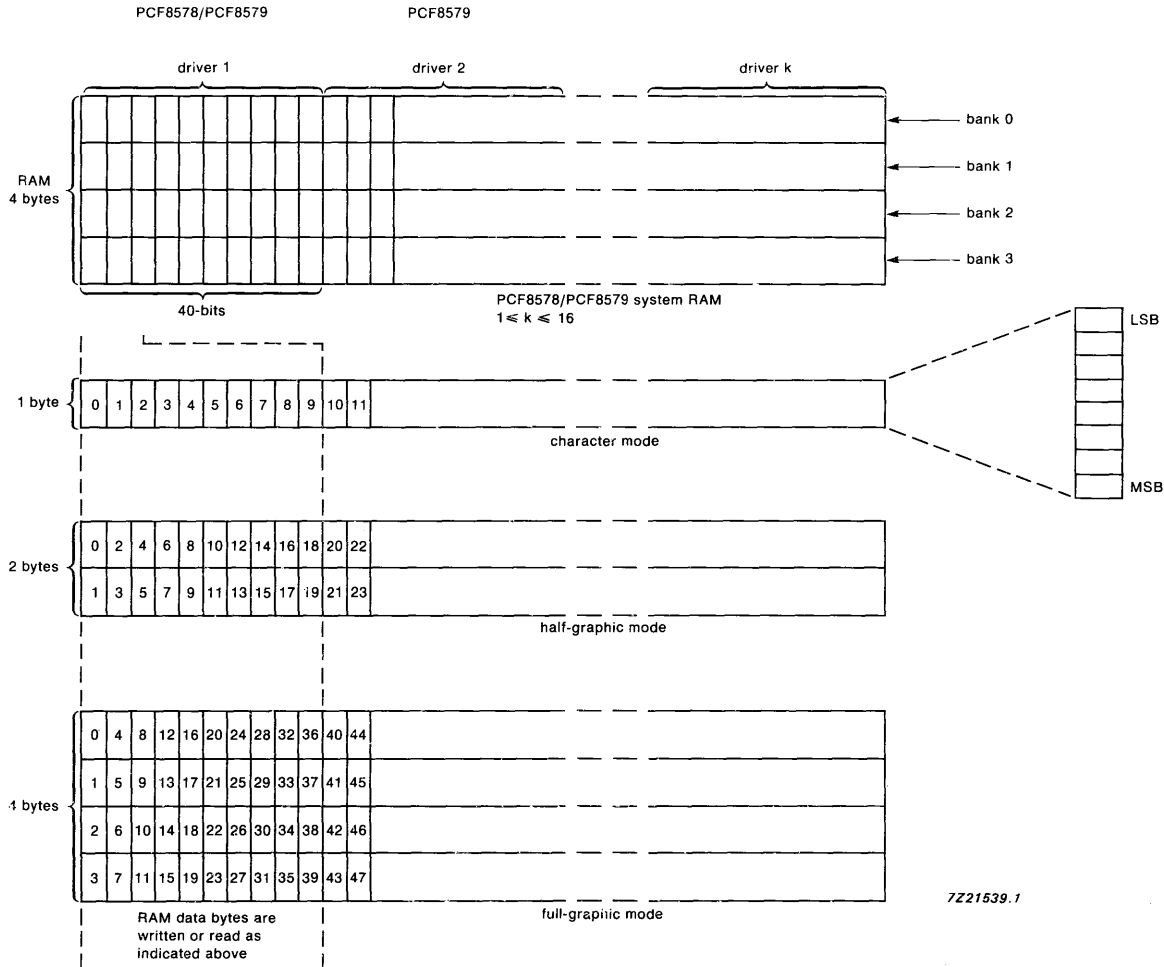 PCF8578/PCF8579 PCF8579
driver 1 driver 2 driver k
bank 0
bank 1
RAM
4 bytes
bank 2
bank 3
40-bits
PCF8578/PCF8579 system RAM
1 ≤ k ≤ 16
LSB
1 byte
0 1 2 3 4 5 6 7 8 9 10 11
character mode
MSB
2 bytes
0 2 4 6 8 10 12 14 16 18 20 22
1 3 5 7 9 11 13 15 17 19 21 23
half-graphic mode
0 4 8 12 16 20 24 28 32 36 40 44
1 5 9 13 17 21 25 29 33 37 41 45
4 bytes
2 6 10 14 18 22 26 30 34 38 42 46
3 7 11 15 19 23 27 31 35 39 43 47
full-graphic mode
RAM data bytes are
written or read as
indicated above
7Z21539.1